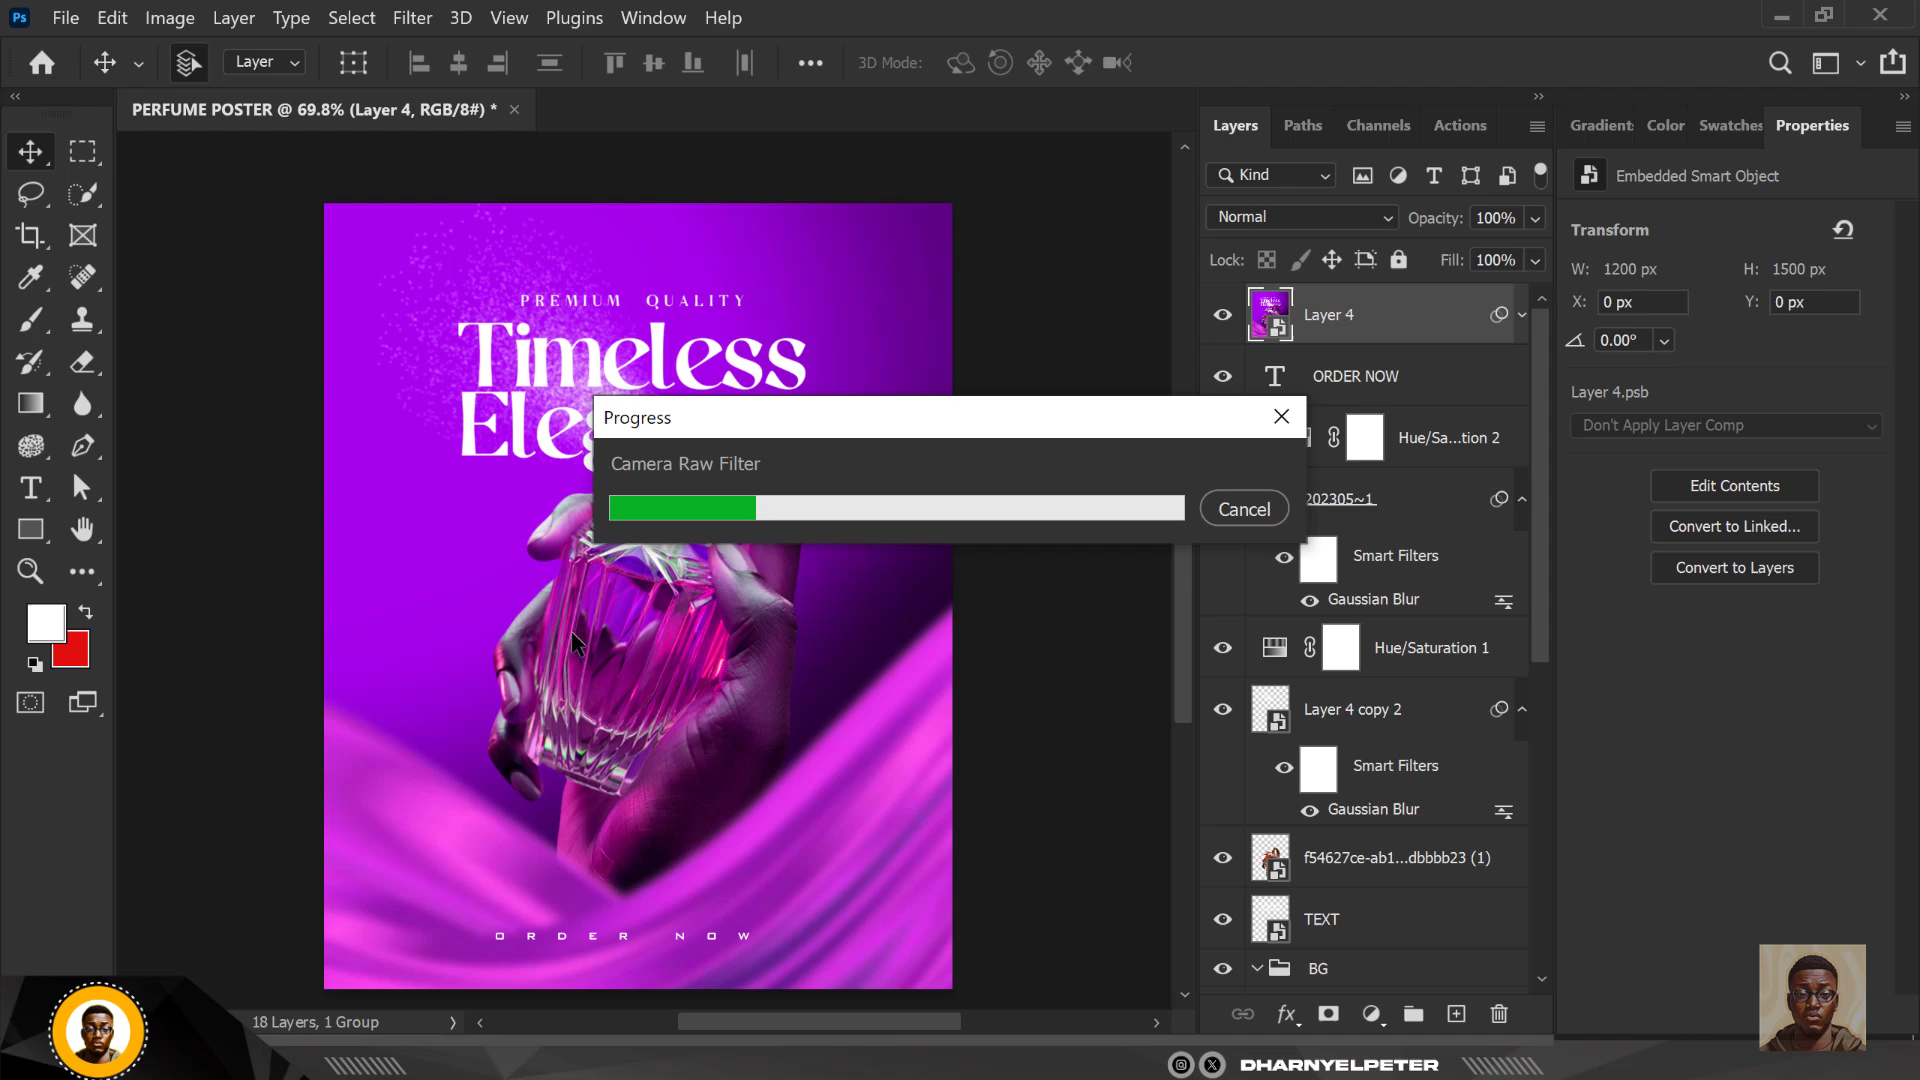 Ps File Edit Image Layer Type Select Filter 3D View Plugins Window Help
Layer 3D Mode:
PERFUME POSTER @ 69.8% (Layer 4, RGB/8#) *
Layers Paths Channels Actions
Gradient Color Swatches Properties
Kind
Embedded Smart Object
Normal Opacity: 100%
Transform
Lock: Fill: 100%
W: 1200 px H: 1500 px
X: 0 px Y: 0 px
Layer 4
0.00°
ORDER NOW
Layer 4.psb
Don't Apply Layer Comp
Hue/Sa...tion 2
Edit Contents
202305~1
Convert to Linked...
Smart Filters
Convert to Layers
Gaussian Blur
Hue/Saturation 1
Layer 4 copy 2
Smart Filters
Gaussian Blur
f54627ce-ab1...dbbbb23 (1)
TEXT
BG
PREMIUM QUALITY
Timeless
Eleg
Progress
Camera Raw Filter
Cancel
ORDER NOW
18 Layers, 1 Group
DHARNYELPETER